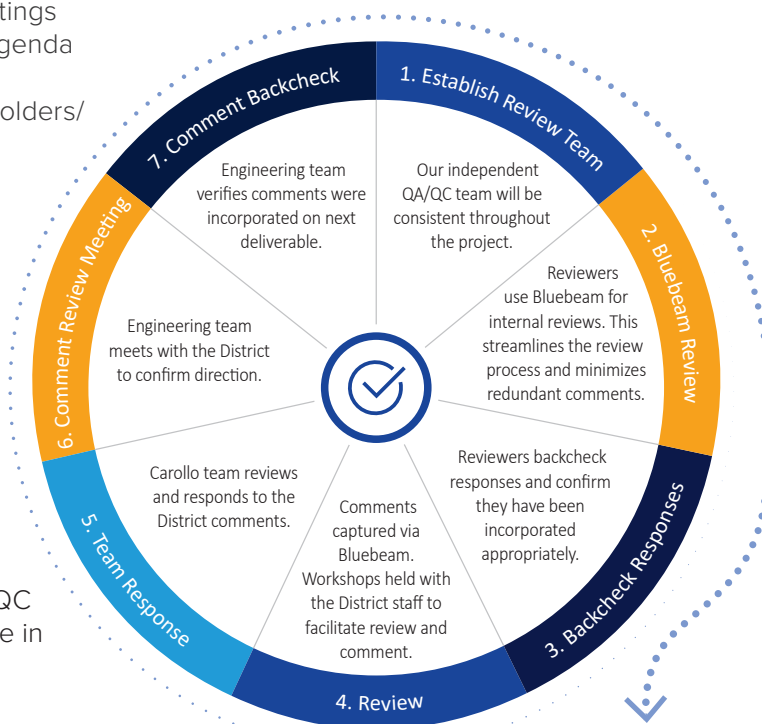 tings
genda
olders/
QC
e in
1. Establish Review Team
Our independent
QA/QC team will be
consistent throughout
the project.
2. Bluebeam Review
Reviewers
use Bluebeam for
internal reviews. This
streamlines the review
process and minimizes
redundant comments.
3. Backcheck Responses
Reviewers backcheck
responses and confirm
they have been
incorporated
appropriately.
4. Review
Comments
captured via
Bluebeam.
Workshops held with
the District staff to
facilitate review and
comment.
5. Team Response
Carollo team reviews
and responds to the
District comments.
6. Comment Review Meeting
Engineering team
meets with the District
to confirm direction.
7. Comment Backcheck
Engineering team
verifies comments were
incorporated on next
deliverable.